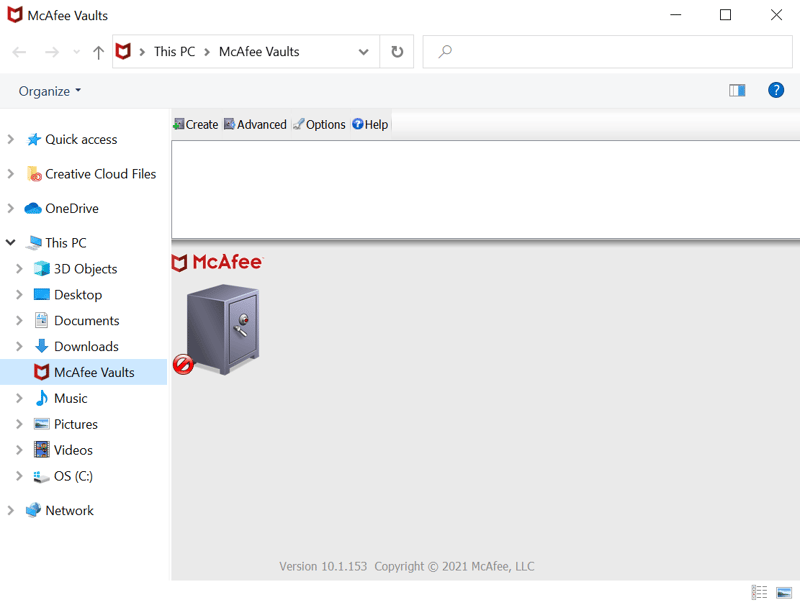 McAfee Vaults
This PC McAfee Vaults
Organize
?
Create Advanced Options ? Help
Quick access
Creative Cloud Files
OneDrive
This PC
3D Objects
Desktop
Documents
Downloads
McAfee Vaults
Music
Pictures
Videos
OS (C:)
Network
McAfee
Version 10.1.153 Copyright © 2021 McAfee, LLC